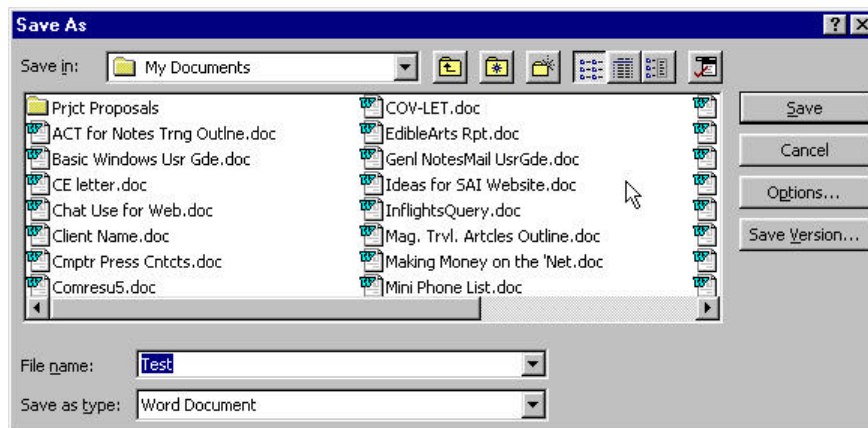 Save As
Save in: My Documents
Prjct Proposals
ACT for Notes Trng Outlne.doc
Basic Windows Usr Gde.doc
CE letter.doc
Chat Use for Web.doc
Client Name.doc
Cmptr Press Cntcts.doc
Comresu5.doc
COV-LET.doc
EdibleArts Rpt.doc
Genl NotesMail UsrGde.doc
Ideas for SAI Website.doc
InflightsQuery.doc
Mag. Trvl. Artcles Outline.doc
Making Money on the 'Net.doc
Mini Phone List.doc
Save
Cancel
Options...
Save Version...
File name: Test
Save as type: Word Document